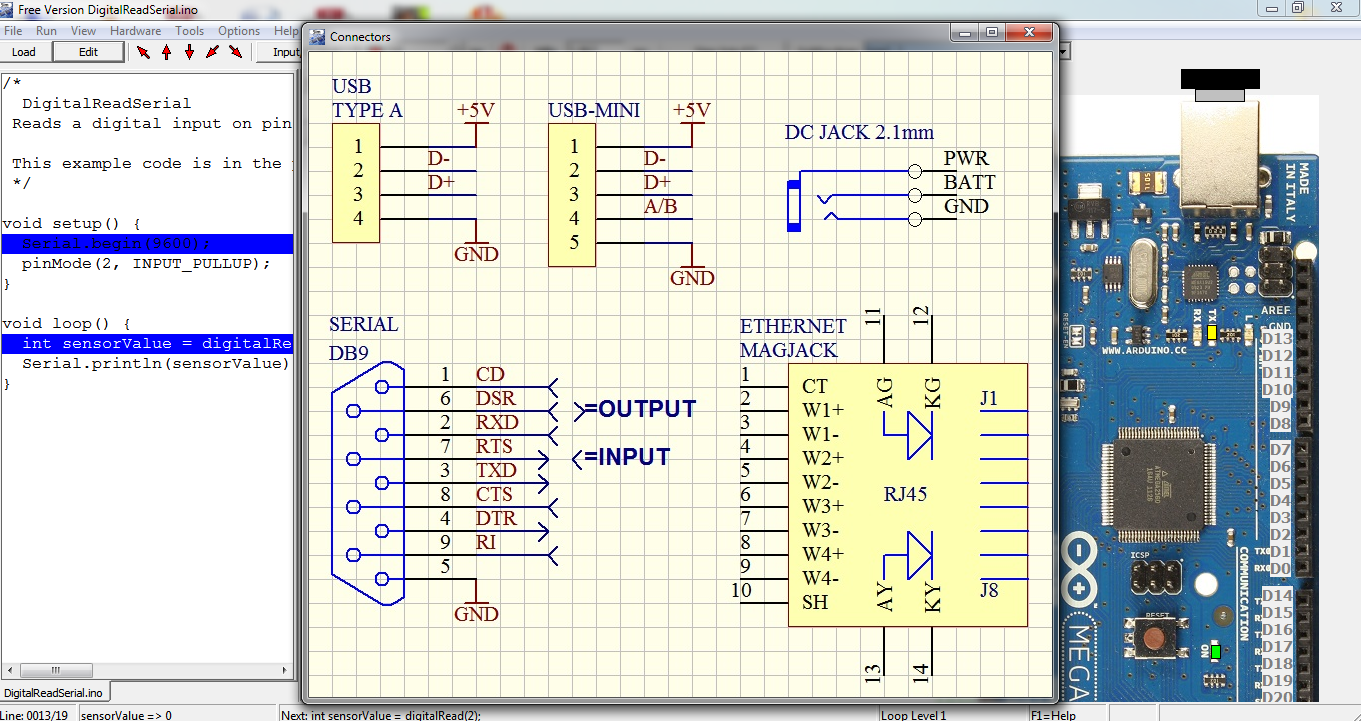 Free Version DigitalReadSerial.ino
File Run View Hardware Tools Options Help
Load Edit Input
/*
DigitalReadSerial
Reads a digital input on pin
This example code is in the
*/
void setup() {
Serial.begin(9600);
pinMode(2, INPUT_PULLUP);
}
void loop() {
int sensorValue = digitalRe
Serial.println(sensorValue)
}
DigitalReadSerial.ino
Line: 0013/19 sensorValue => 0 Next: int sensorValue = digitalRead(2); Loop Level 1 F1=Help
Connectors
USB
TYPE A
+5V
1
2 D-
3 D+
4
GND
USB-MINI
+5V
1
2 D-
3 D+
4 A/B
5
GND
DC JACK 2.1mm
PWR
BATT
GND
SERIAL
DB9
1 CD
6 DSR
2 RXD
7 RTS
3 TXD
8 CTS
4 DTR
9 RI
5
GND
>=OUTPUT
<=INPUT
ETHERNET
MAGJACK
11
12
1 CT
2 W1+
3 W1-
4 W2+
5 W2-
6 W3+
7 W3-
8 W4+
9 W4-
10 SH
AG
KG
J1
RJ45
AY
KY
J8
13
14
MADE
IN ITALY
RX
TX
L
AREF
GND
WWW.ARDUINO.CC
D13
D12
D11
D10
D9
D8
D7
D6
D5
D4
D3
D2
D1
D0
ATMEGA2560
ICSP
COMMUNICATION
RESET
ON
MEGA
D14
D15
D16
D17
D18
D19
D20